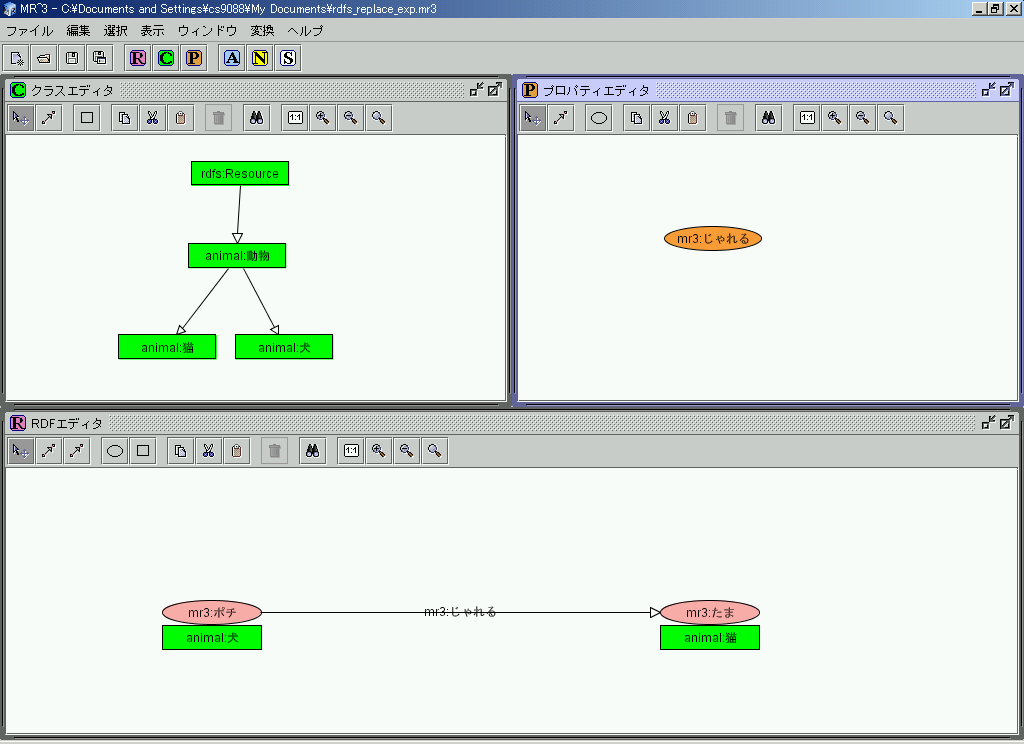 MR^3 - C:¥Documents and Settings¥cs9088¥My Documents¥rdfs_replace_exp.mr3
ファイル 編集 選択 表示 ウィンドウ 変換 ヘルプ
R C P A N S
C クラスエディタ
1:1
rdfs:Resource
animal:動物
animal:猫 animal:犬
P プロパティエディタ
1:1
mr3:じゃれる
R RDFエディタ
1:1
mr3:ポチ mr3:じゃれる mr3:たま
animal:犬 animal:猫